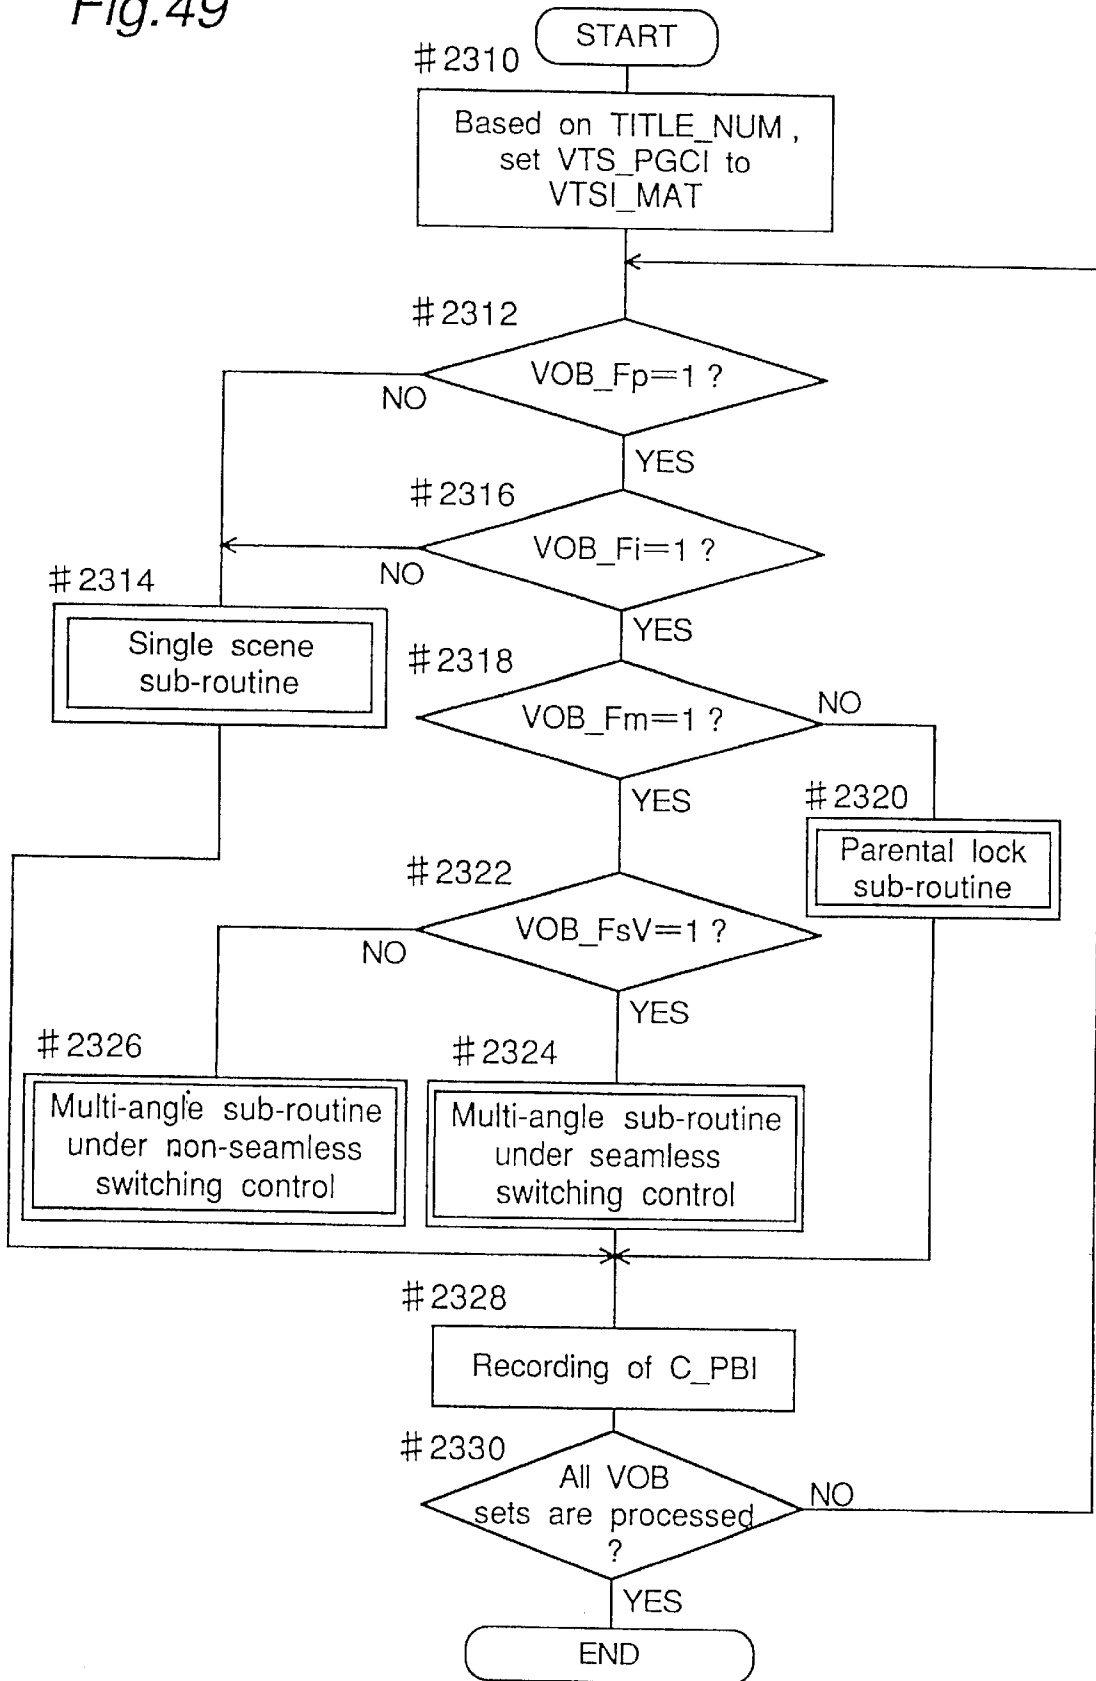 Fig.49
START
#2310
Based on TITLE_NUM,
set VTS_PGCI to
VTSI_MAT
#2312
VOB_Fp=1 ?
NO
YES
#2316
VOB_Fi=1 ?
NO
YES
#2314
Single scene
sub-routine
#2318
VOB_Fm=1 ?
NO
YES
#2320
Parental lock
sub-routine
#2322
VOB_FsV=1 ?
NO
YES
#2326
Multi-angle sub-routine
under non-seamless
switching control
#2324
Multi-angle sub-routine
under seamless
switching control
#2328
Recording of C_PBI
#2330
All VOB
sets are processed
?
NO
YES
END